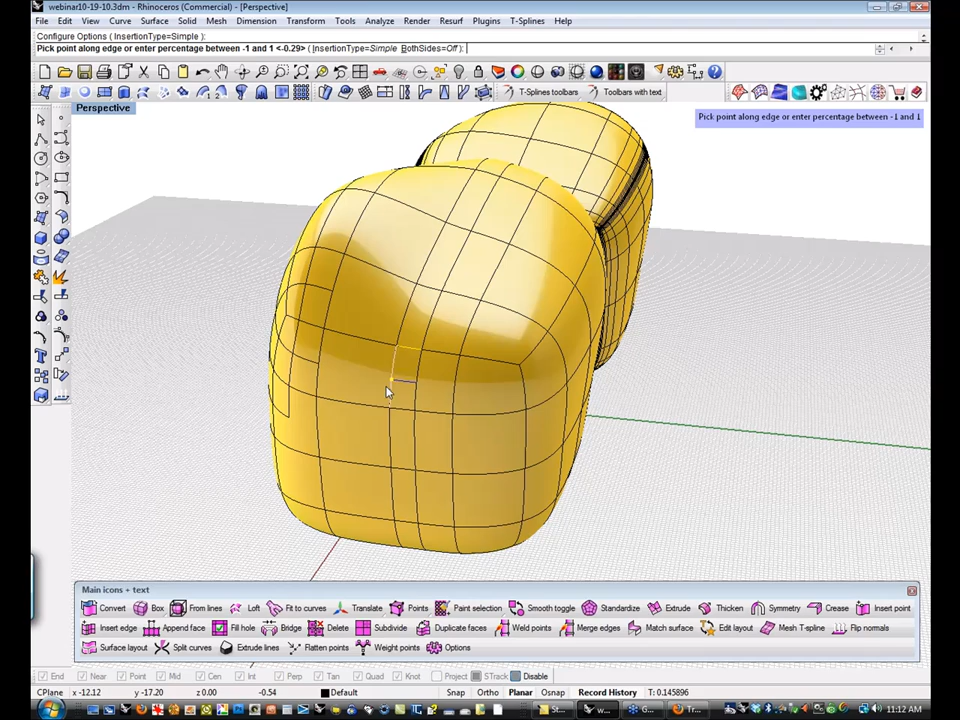 webinar10-19-10.3dm - Rhinoceros (Commercial) - [Perspective]
File Edit View Curve Surface Solid Mesh Dimension Transform Tools Analyze Render Resurf Plugins T-Splines Help
Configure Options ( InsertionType=Simple ):
Pick point along edge or enter percentage between -1 and 1 <-0.29> ( InsertionType=Simple BothSides=Off ):
T-Splines toolbars Toolbars with text
Perspective
Pick point along edge or enter percentage between -1 and 1
Main icons + text
Convert Box From lines Loft Fit to curves Translate Points Paint selection Smooth toggle Standardize Extrude Thicken Symmetry Crease Insert point
Insert edge Append face Fill hole Bridge Delete Subdivide Duplicate faces Weld points Merge edges Match surface Edit layout Mesh T-spline Flip normals
Surface layout Split curves Extrude lines Flatten points Weight points Options
End Near Point Mid Cen Int Perp Tan Quad Knot Project STrack Disable
CPlane x -12.12 y -17.20 z 0.00 -0.54 Default Snap Ortho Planar Osnap Record History T: 0.145896
St... w... G... Tr... 11:12 AM